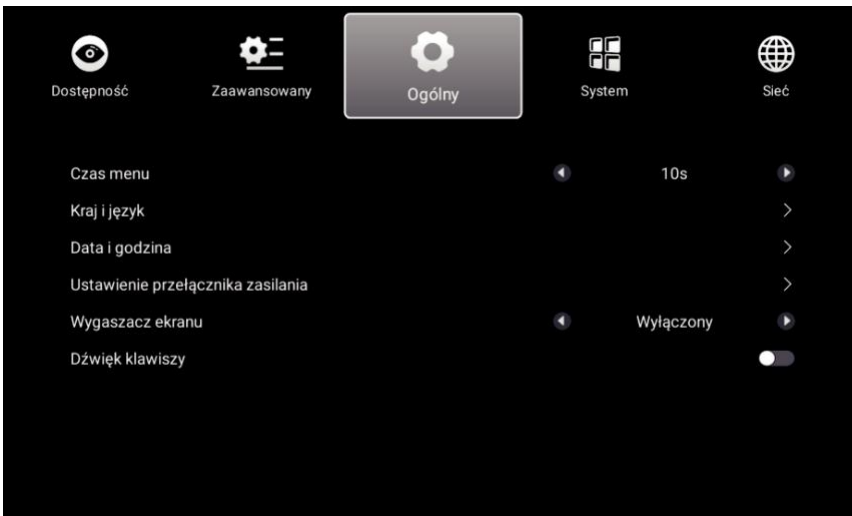 Dostępność
Zaawansowany
Ogólny
System
Sieć
Czas menu 10s
Kraj i język
Data i godzina
Ustawienie przełącznika zasilania
Wygaszacz ekranu Wyłączony
Dźwięk klawiszy